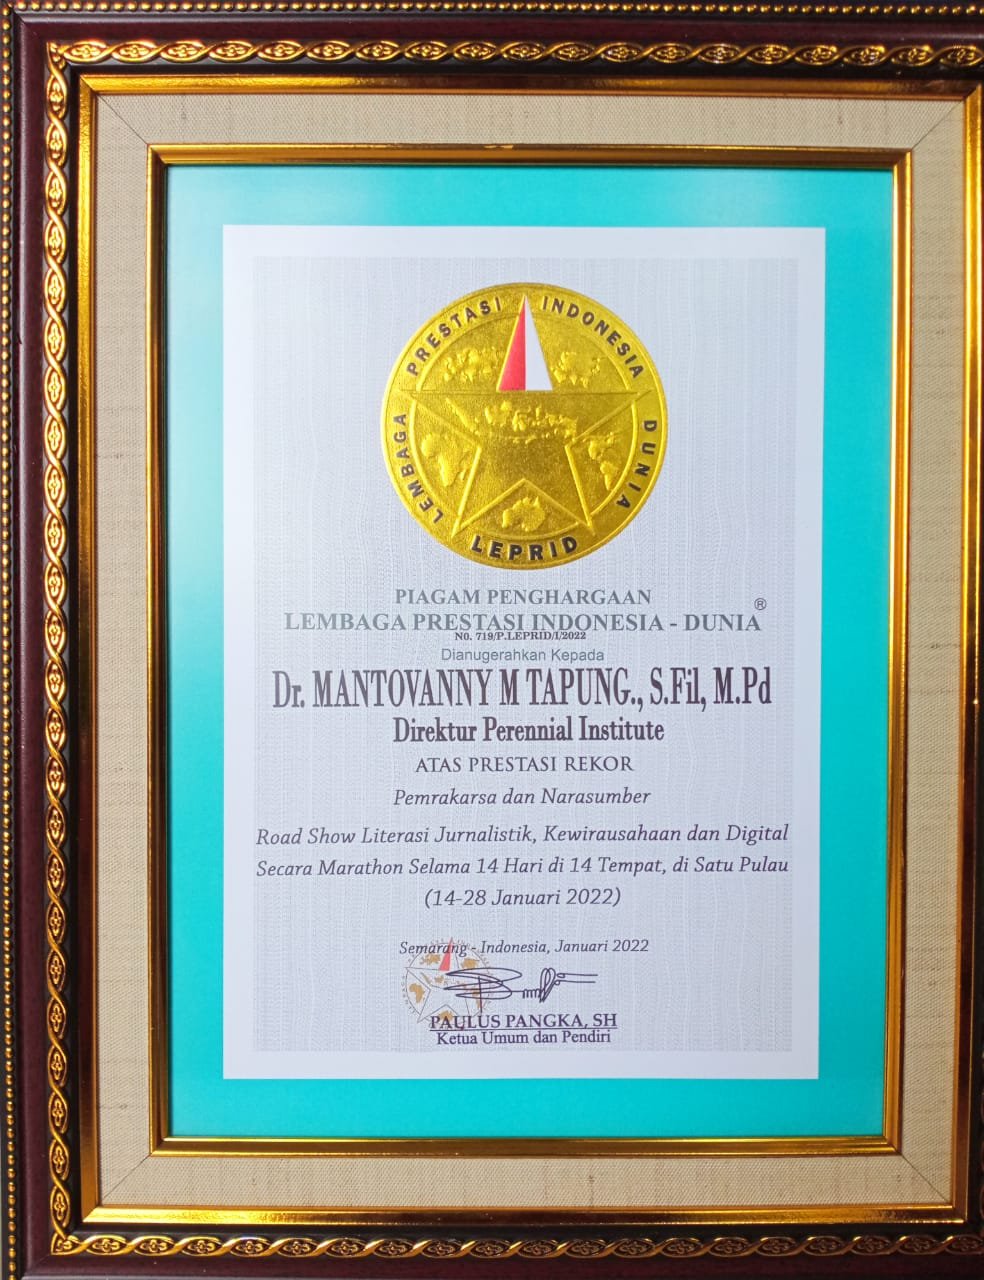 LEMBAGA PRESTASI INDONESIA DUNIA
LEPRID
PIAGAM PENGHARGAAN
LEMBAGA PRESTASI INDONESIA - DUNIA ®
N0. 719/P.LEPRID/I/2022
Dianugerahkan Kepada
Dr. MANTOVANNY M TAPUNG., S.Fil, M.Pd
Direktur Perennial Institute
ATAS PRESTASI REKOR
Pemrakarsa dan Narasumber
Road Show Literasi Jurnalistik, Kewirausahaan dan Digital
Secara Marathon Selama 14 Hari di 14 Tempat, di Satu Pulau
(14-28 Januari 2022)
Semarang - Indonesia, Januari 2022
PAULUS PANGKA, SH
Ketua Umum dan Pendiri